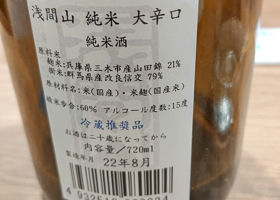 浅間山 純米 大辛口
純米酒
原料米
麹米:兵庫県三木市産山田錦 21%
掛米:群馬県産改良信交 79%
原材料名:米(国産)・米麹(国産米)
精米歩合:60% アルコール度数:15度
冷蔵推奨品
お酒は二十歳になってから
内容量/720ml
製造年月 22年8月